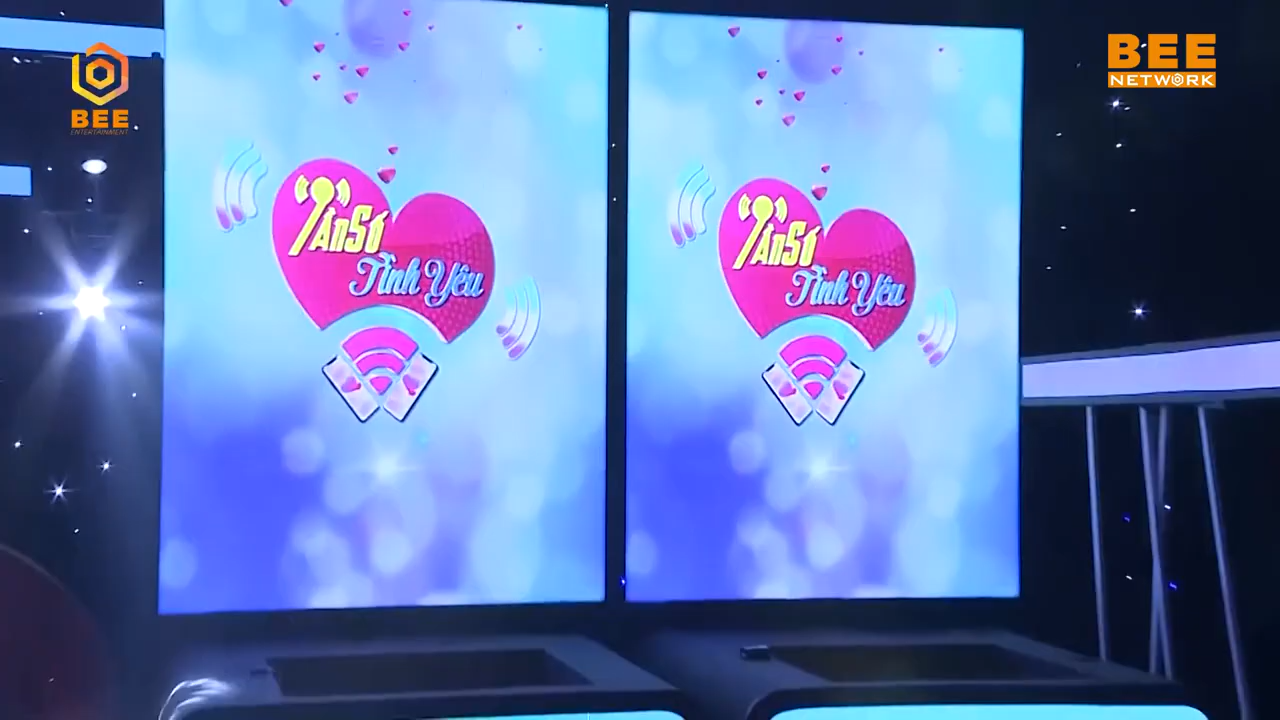 BEE
ENTERTAINMENT
BEE
NETWORK
TẦN SỐ
Tình Yêu
TẦN SỐ
Tình Yêu